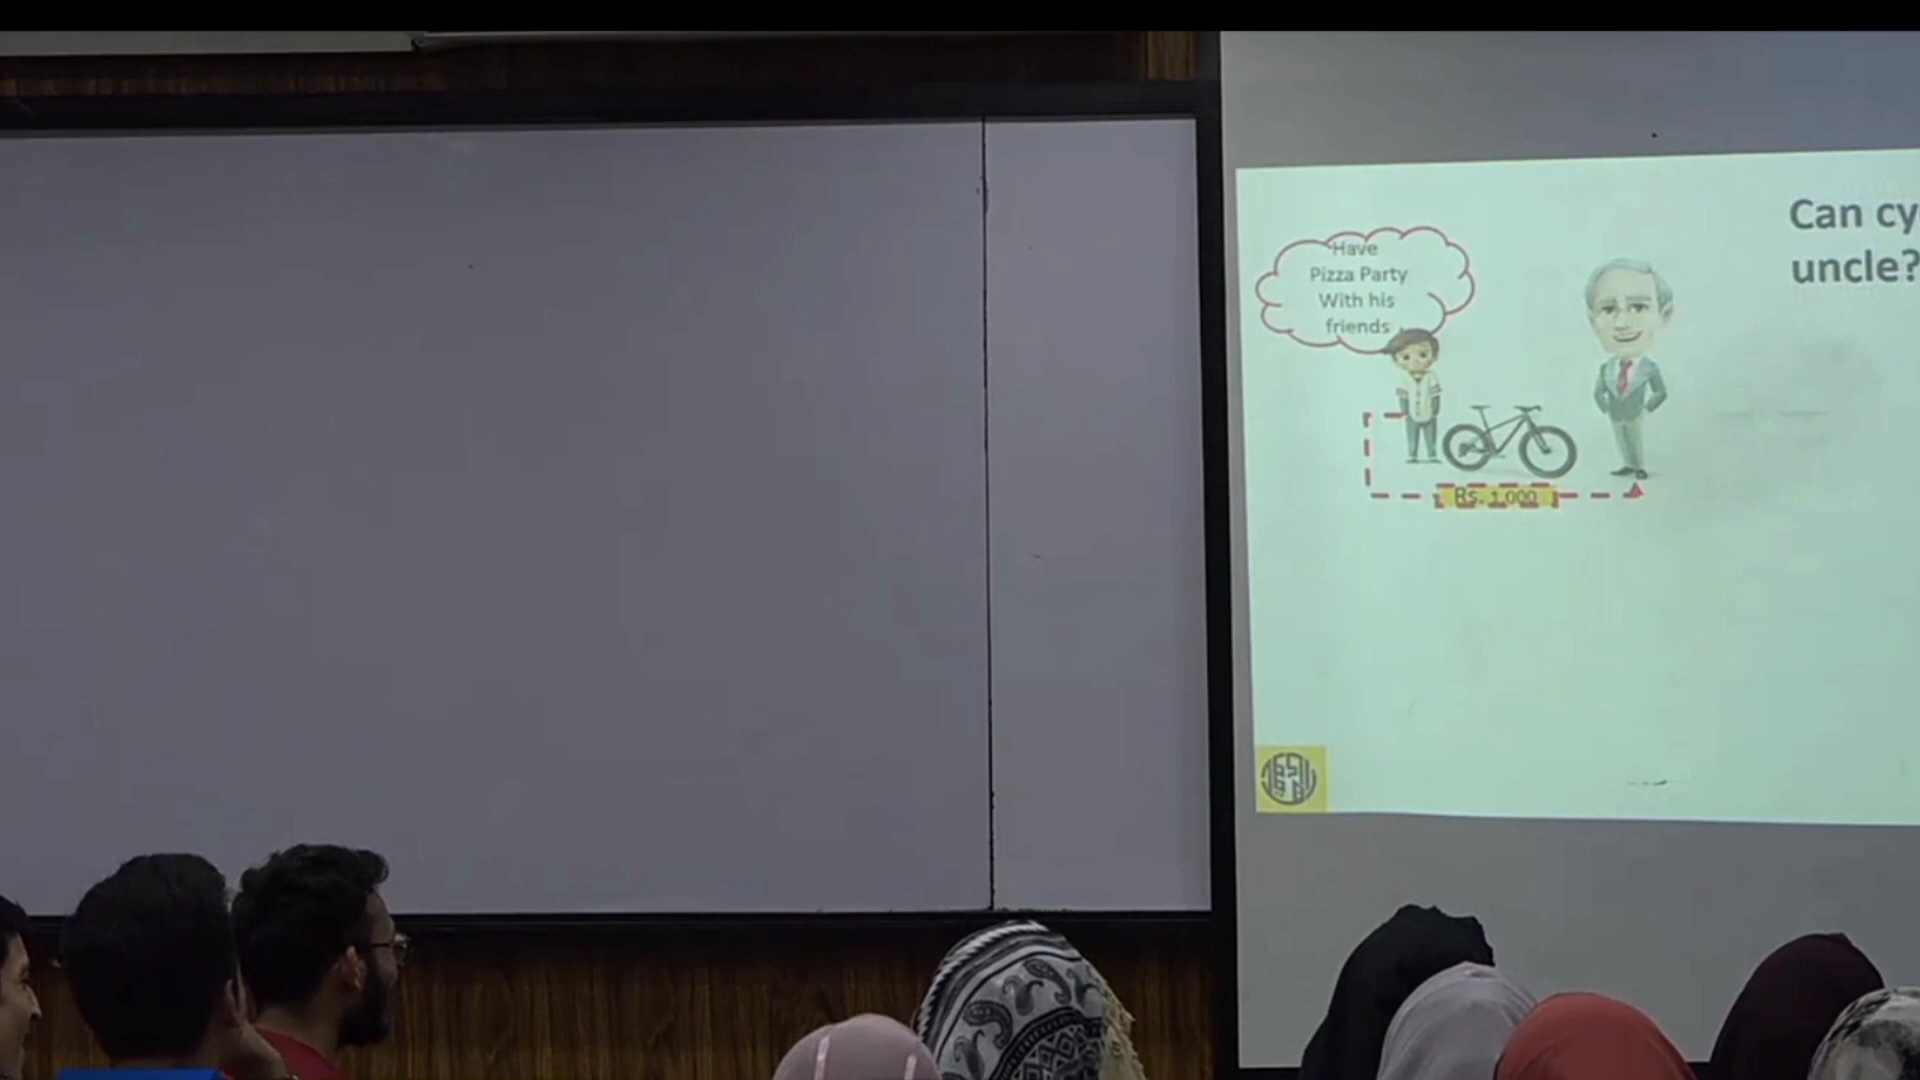 Have
Pizza Party
With his
friends
Can cy
uncle?
Rs. 1,000